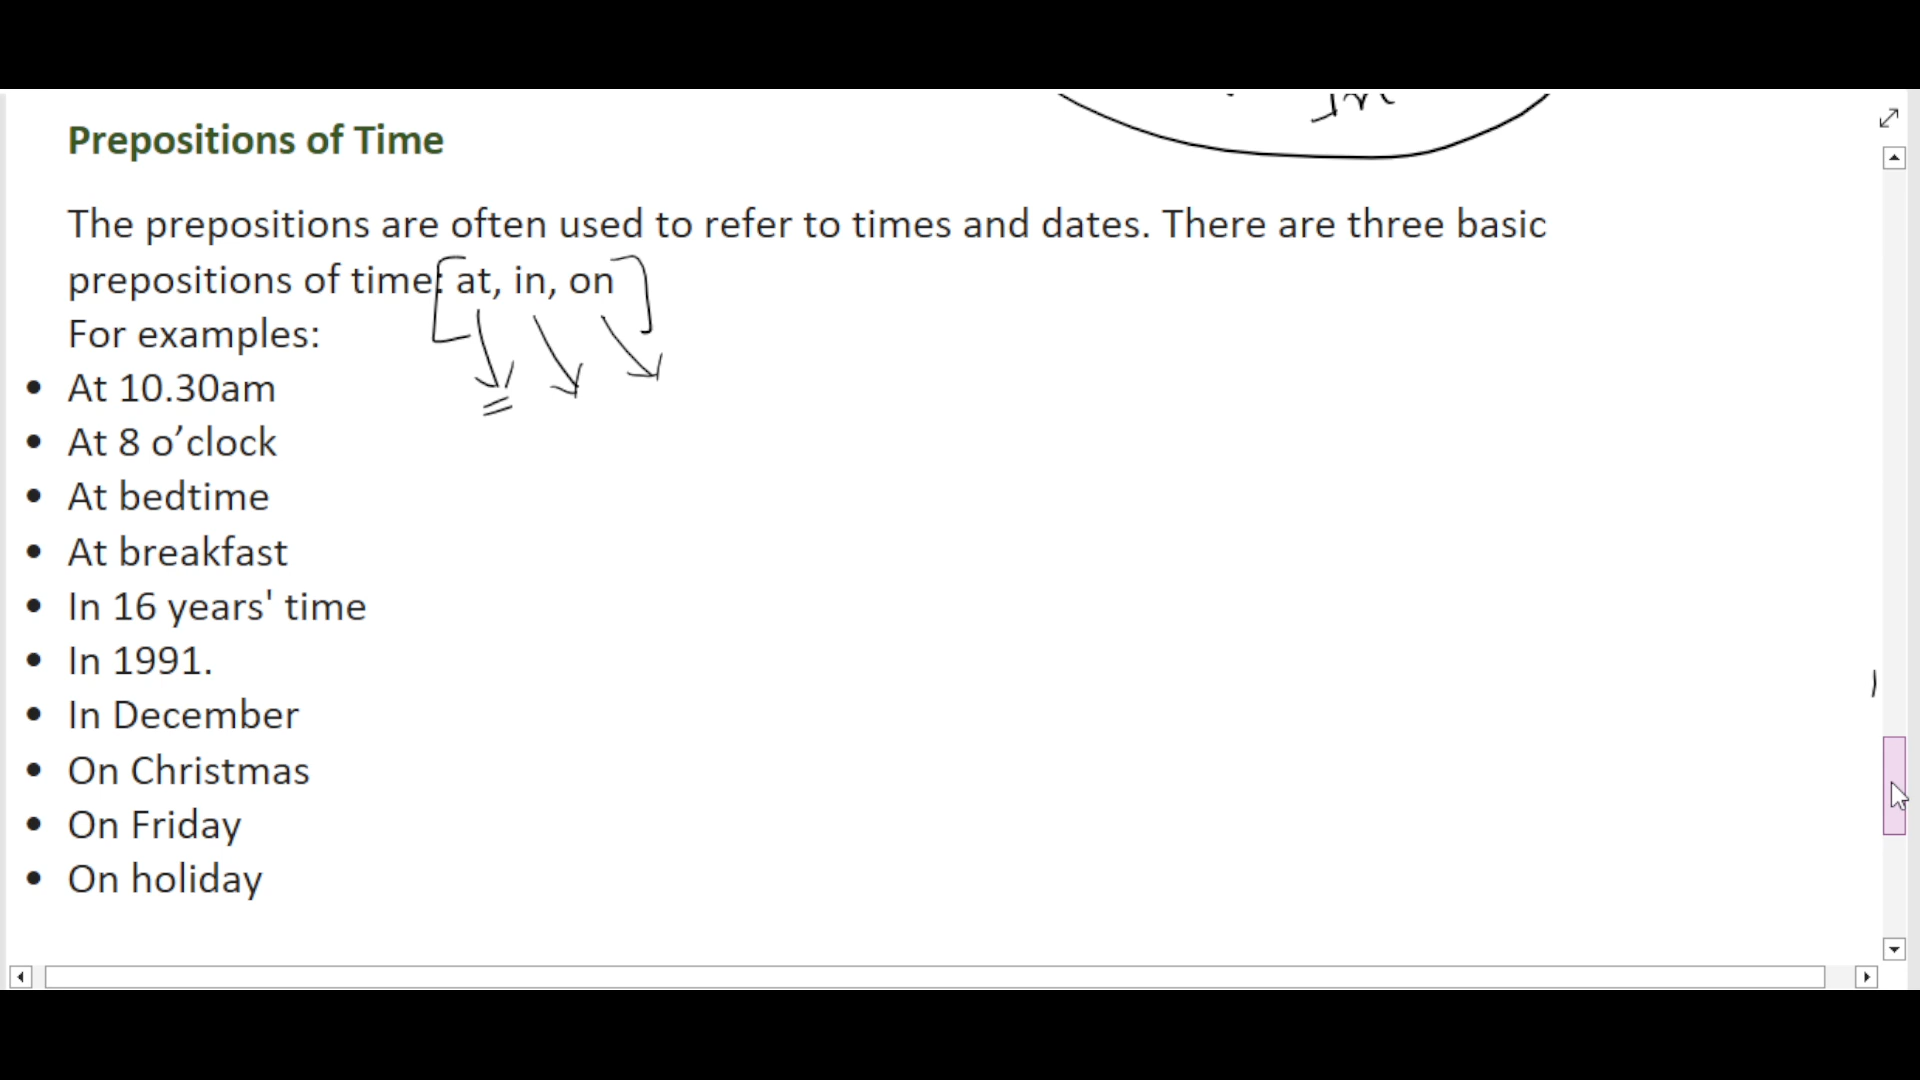 Prepositions of Time
The prepositions are often used to refer to times and dates. There are three basic
prepositions of time: at, in, on
For examples:
• At 10.30am
• At 8 o’clock
• At bedtime
• At breakfast
• In 16 years' time
• In 1991.
• In December
• On Christmas
• On Friday
• On holiday